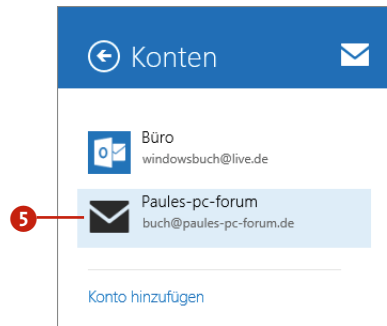 Konten
Büro
windowsbuch@live.de
5
Paules-pc-forum
buch@paules-pc-forum.de
Konto hinzufügen